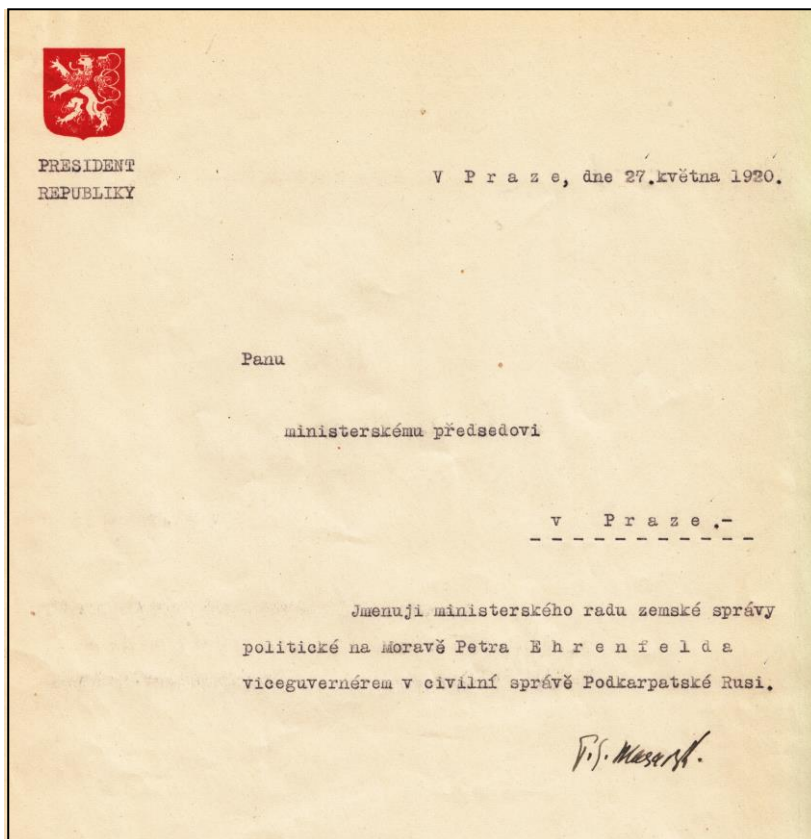 PRESIDENT
REPUBLIKY
V P r a z e, dne 27.května 1920.
Panu
ministerskému předsedovi
v P r a z e .-
Jmenuji ministerského radu zemské správy
politické na Moravě Petra E h r e n f e l d a
viceguvernérem v civilní správě Podkarpatské Rusi.
T.G. Masaryk.